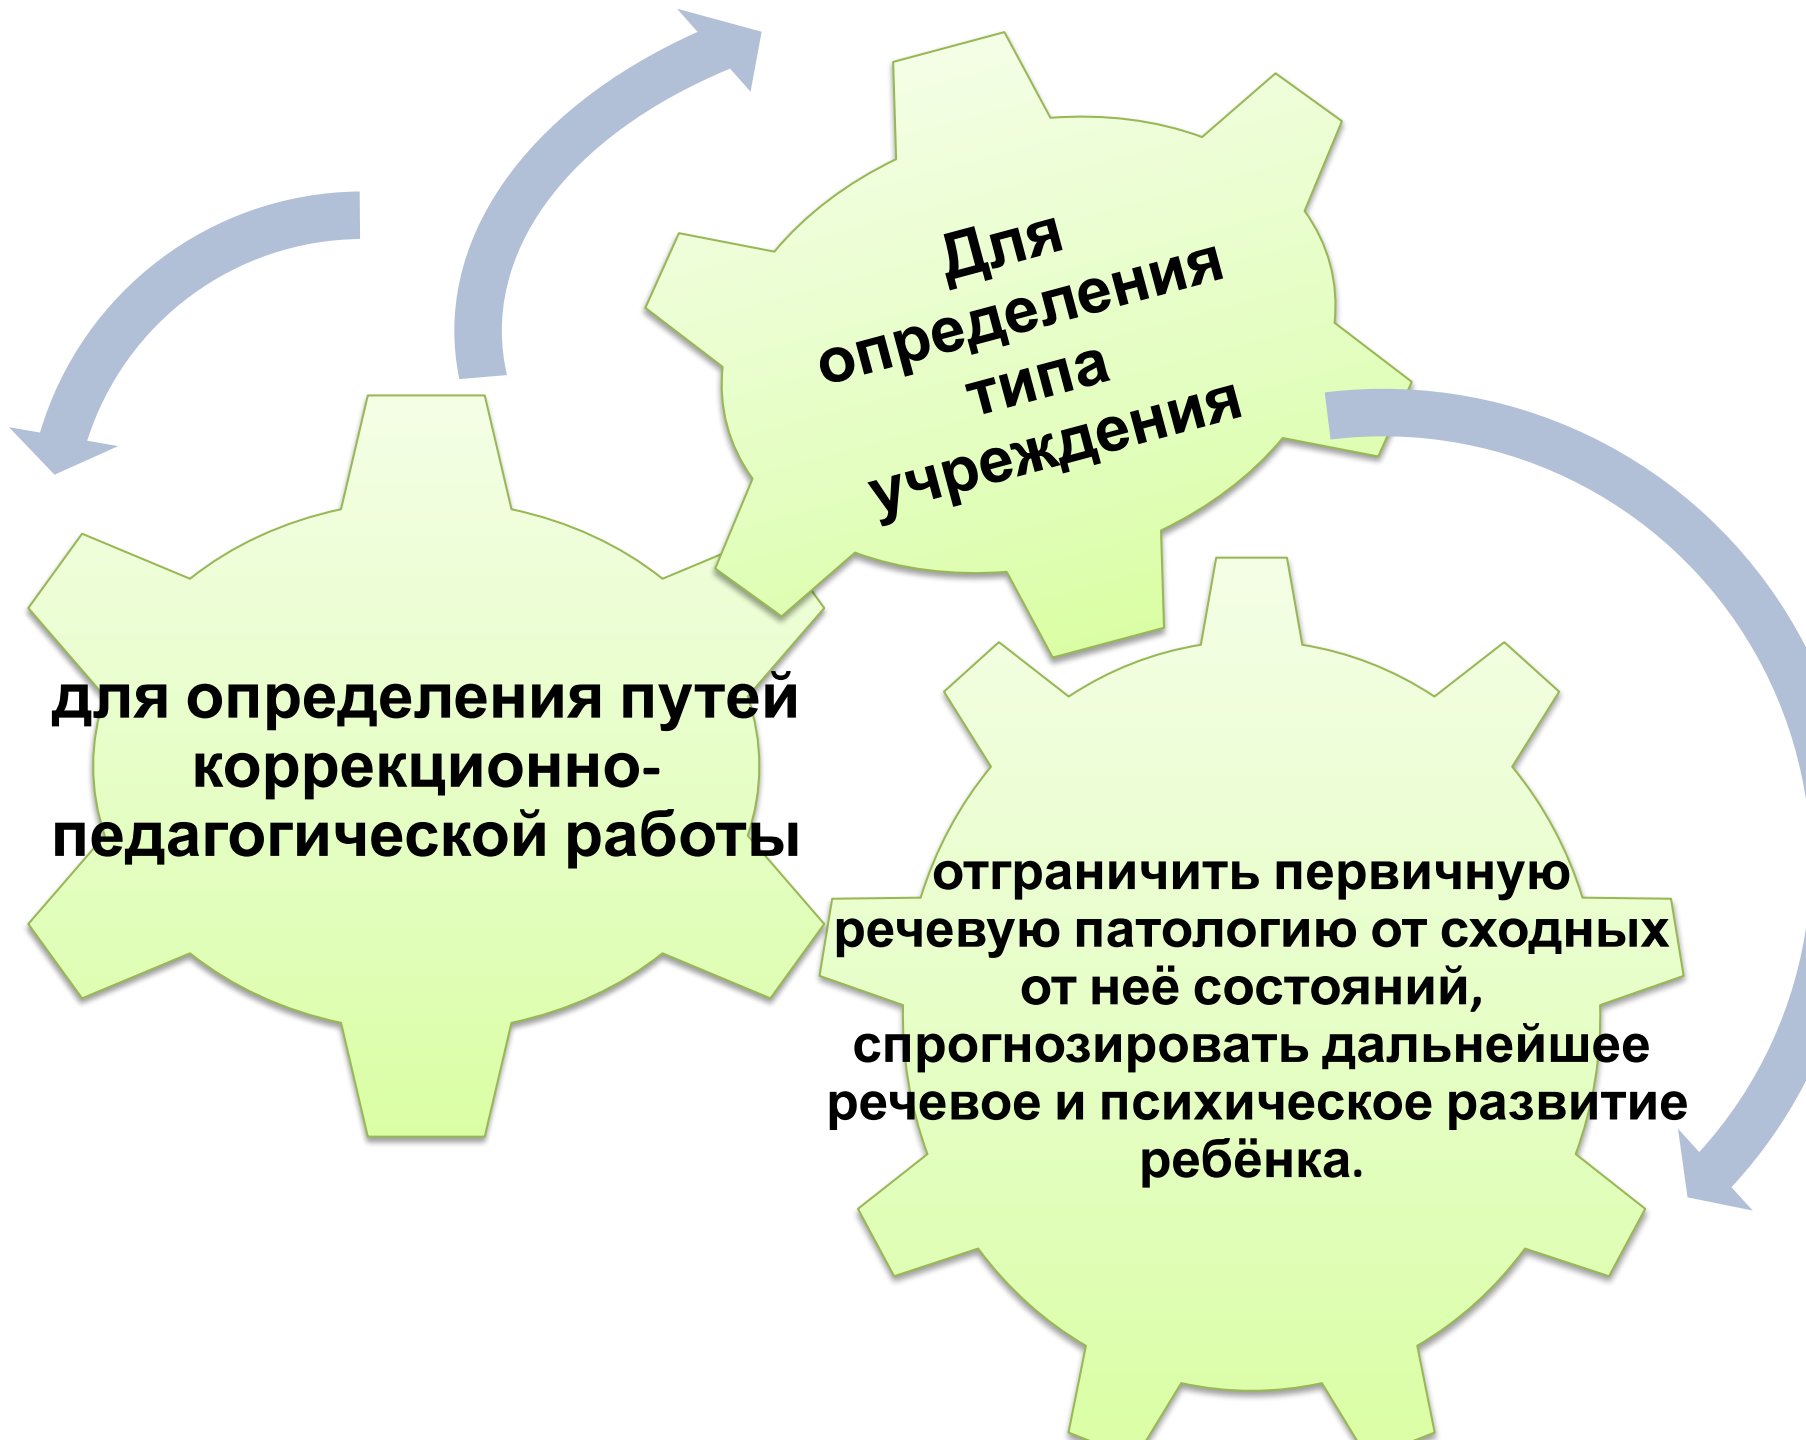 Для
определения
типа
учреждения
для определения путей
коррекционно-
педагогической работы
отграничить первичную
речевую патологию от сходных
от неё состояний,
спрогнозировать дальнейшее
речевое и психическое развитие
ребёнка.